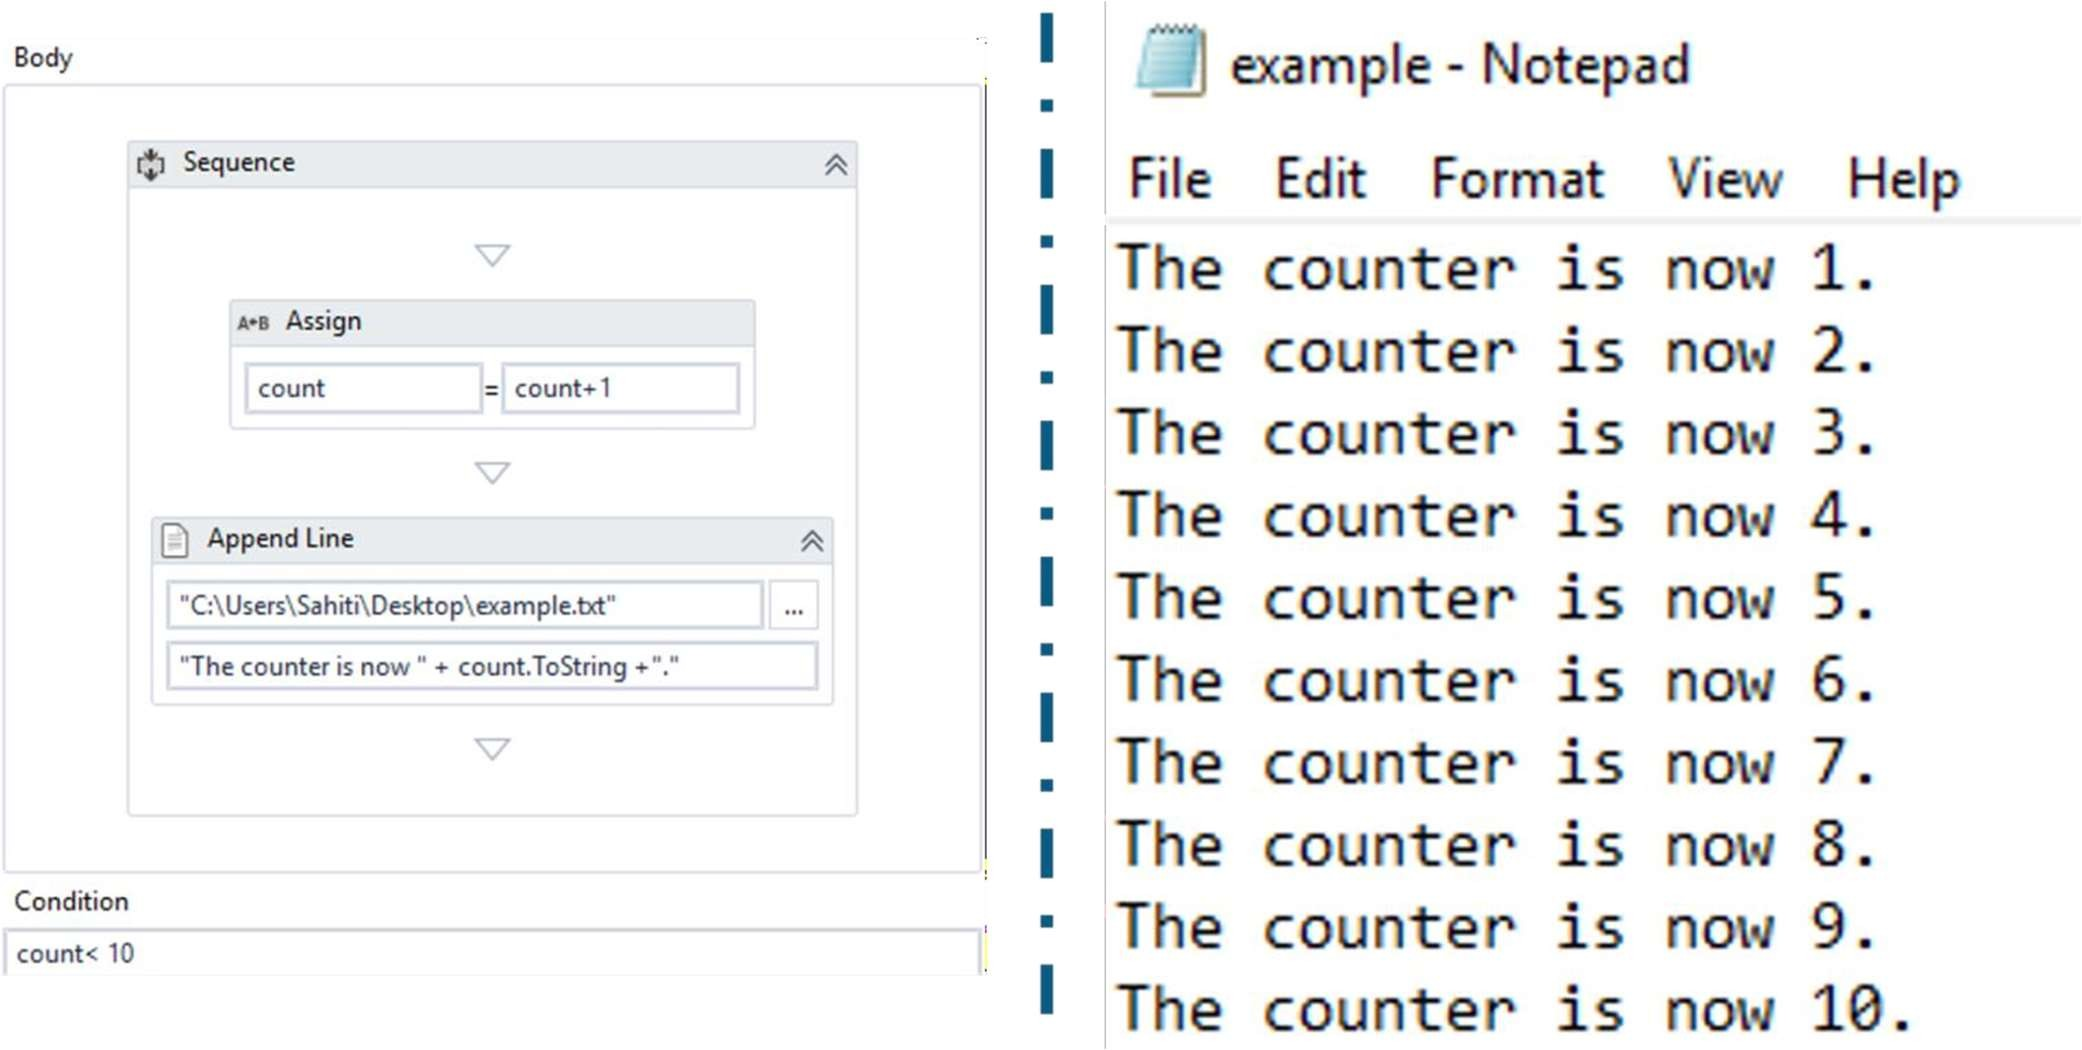 Body
Sequence
A+B Assign
count = count+1
Append Line
"C:\Users\Sahiti\Desktop\example.txt" ...
"The counter is now " + count.ToString +"."
Condition
count< 10
example - Notepad
File Edit Format View Help
The counter is now 1.
The counter is now 2.
The counter is now 3.
The counter is now 4.
The counter is now 5.
The counter is now 6.
The counter is now 7.
The counter is now 8.
The counter is now 9.
The counter is now 10.